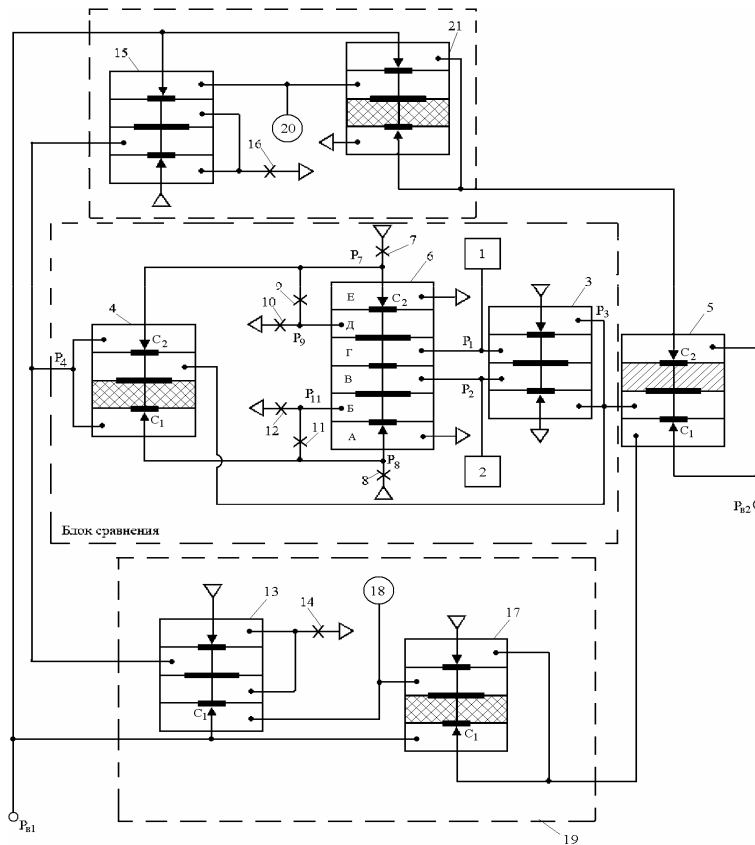 15
21
20
16
1
7
P₇
6
3
9
E
C₂
4
10
Д
P₃
5
P₉
C₂
Г
P₁
P₄
C₂
В
P₂
P₁₁
Б
C₁
C₁
12
11
А
P₈
2
8
Pв2
Блок сравнения
18
13
14
17
C₁
C₁
Pв1
19